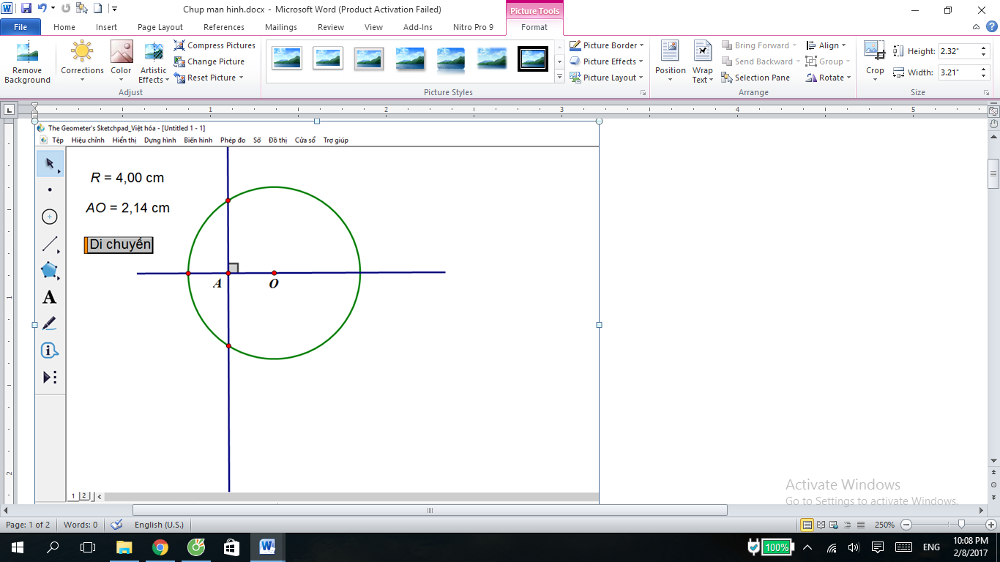 Chup man hinh.docx - Microsoft Word (Product Activation Failed)
Picture Tools
File Home Insert Page Layout References Mailings Review View Add-Ins Nitro Pro 9 Format
Remove Background
Corrections
Color
Artistic Effects
Compress Pictures
Change Picture
Reset Picture
Adjust
Picture Styles
Picture Border
Picture Effects
Picture Layout
Position
Wrap Text
Bring Forward
Send Backward
Selection Pane
Align
Group
Rotate
Arrange
Crop
Height: 2.32"
Width: 3.21"
Size
L
1 2 3 4 5
The Geometer's Sketchpad_Việt hóa - [Untitled 1 - 1]
Tệp Hiệu chỉnh Hiển thị Dựng hình Biến hình Phép đo Số Đồ thị Cửa sổ Trợ giúp
R = 4,00 cm
AO = 2,14 cm
Di chuyển
A O
A
1
2
1 2
Activate Windows
Go to Settings to activate Windows.
Page: 1 of 2 Words: 0 English (U.S.) 250%
100% ENG
10:08 PM
2/8/2017